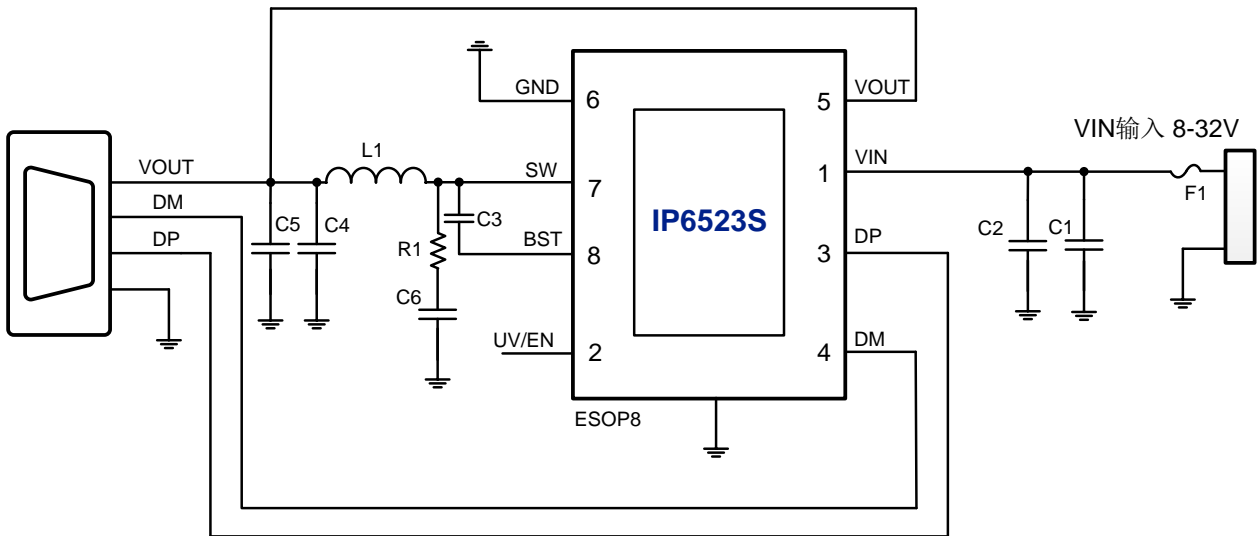 GND
6
5
VOUT
VIN输入 8-32V
VOUT
L1
SW
7
1
VIN
F1
DM
C5
C4
C3
IP6523S
C2
C1
DP
R1
BST
8
3
DP
C6
UV/EN
2
4
DM
ESOP8